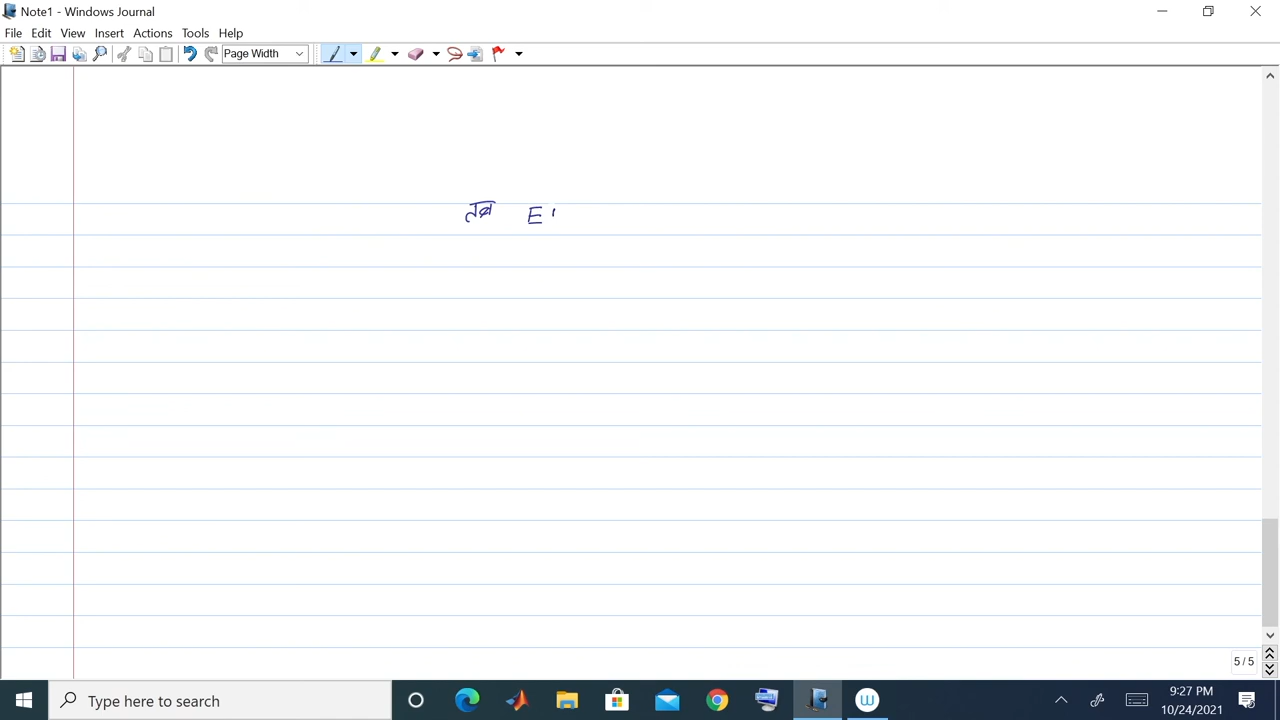 Note1 - Windows Journal
File Edit View Insert Actions Tools Help
Page Width
तब E
5 / 5
Type here to search
9:27 PM
10/24/2021